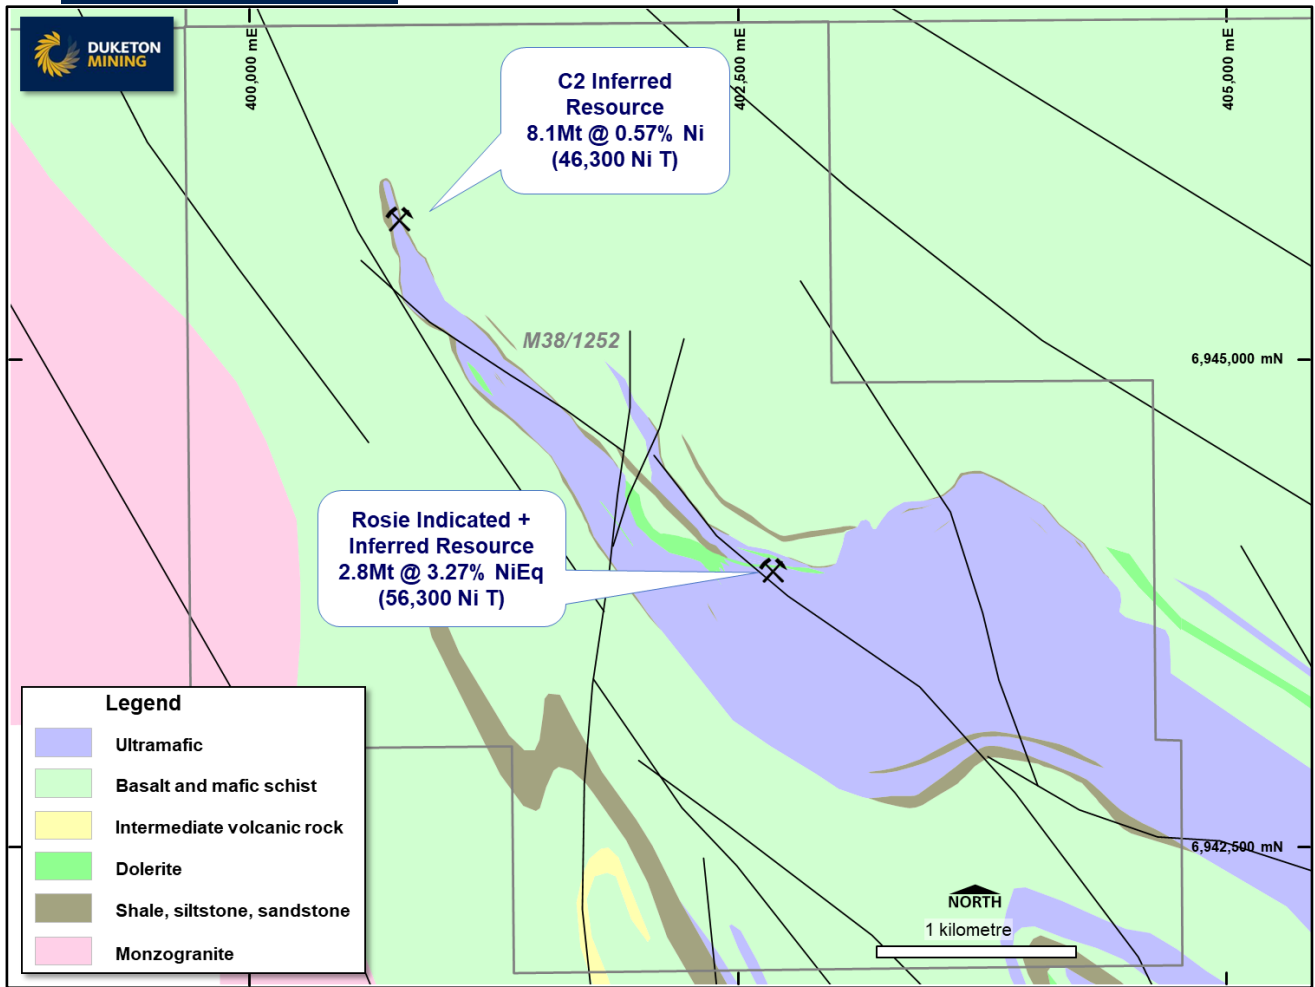 DUKETON
MINING
400,000 mE
402,500 mE
405,000 mE
C2 Inferred
Resource
8.1Mt @ 0.57% Ni
(46,300 Ni T)
M38/1252
6,945,000 mN
Rosie Indicated +
Inferred Resource
2.8Mt @ 3.27% NiEq
(56,300 Ni T)
Legend
Ultramafic
Basalt and mafic schist
Intermediate volcanic rock
Dolerite
Shale, siltstone, sandstone
Monzogranite
6,942,500 mN
NORTH
1 kilometre